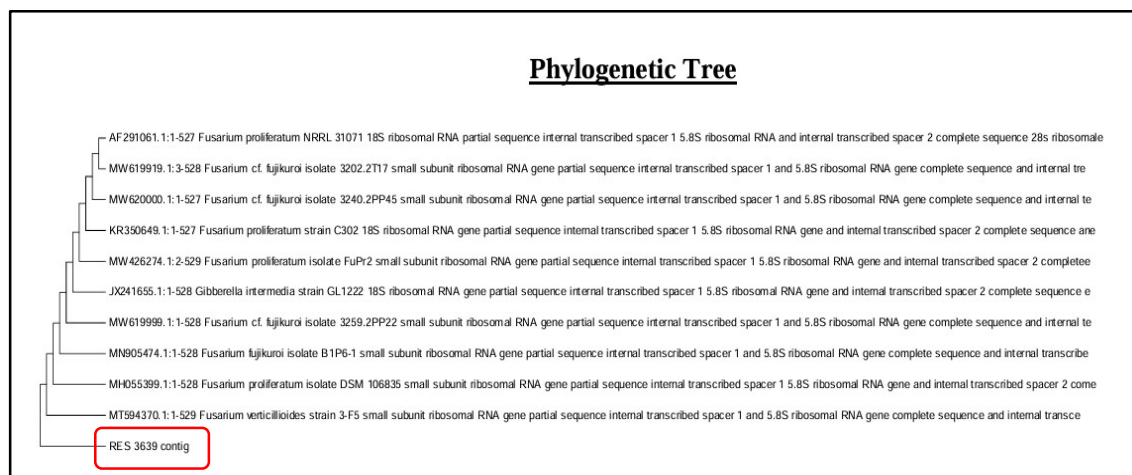 Phylogenetic Tree
AF291061.1:1-527 Fusarium proliferatum NRRL 31071 18S ribosomal RNA partial sequence internal transcribed spacer 1 5.8S ribosomal RNA and internal transcribed spacer 2 complete sequence 28s ribosomale
MW619919.1:3-528 Fusarium cf. fujikuroi isolate 3202.2T17 small subunit ribosomal RNA gene partial sequence internal transcribed spacer 1 and 5.8S ribosomal RNA gene complete sequence and internal tre
MW620000.1:1-527 Fusarium cf. fujikuroi isolate 3240.2PP45 small subunit ribosomal RNA gene partial sequence internal transcribed spacer 1 and 5.8S ribosomal RNA gene complete sequence and internal te
KR350649.1:1-527 Fusarium proliferatum strain C302 18S ribosomal RNA gene partial sequence internal transcribed spacer 1 5.8S ribosomal RNA gene and internal transcribed spacer 2 complete sequence ane
MW426274.1:2-529 Fusarium proliferatum isolate FuPr2 small subunit ribosomal RNA gene partial sequence internal transcribed spacer 1 5.8S ribosomal RNA gene and internal transcribed spacer 2 completee
JX241655.1:1-528 Gibberella intermedia strain GL1222 18S ribosomal RNA gene partial sequence internal transcribed spacer 1 5.8S ribosomal RNA gene and internal transcribed spacer 2 complete sequence e
MW619999.1:1-528 Fusarium cf. fujikuroi isolate 3259.2PP22 small subunit ribosomal RNA gene partial sequence internal transcribed spacer 1 and 5.8S ribosomal RNA gene complete sequence and internal te
MN905474.1:1-528 Fusarium fujikuroi isolate B1P6-1 small subunit ribosomal RNA gene partial sequence internal transcribed spacer 1 and 5.8S ribosomal RNA gene complete sequence and internal transcribe
MH055399.1:1-528 Fusarium proliferatum isolate DSM 106835 small subunit ribosomal RNA gene partial sequence internal transcribed spacer 1 5.8S ribosomal RNA gene and internal transcribed spacer 2 come
MT594370.1:1-529 Fusarium verticillioides strain 3-F5 small subunit ribosomal RNA gene partial sequence internal transcribed spacer 1 and 5.8S ribosomal RNA gene complete sequence and internal transce
RES 3639 contig